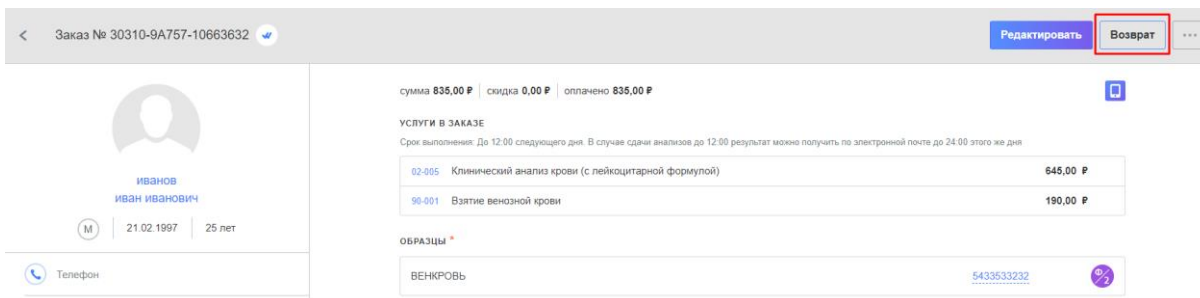 Заказ № 30310-9A757-10663632
Редактировать
Возврат
сумма 835,00 ₽ скидка 0,00 ₽ оплачено 835,00 ₽
УСЛУГИ В ЗАКАЗЕ
Срок выполнения: До 12:00 следующего дня. В случае сдачи анализов до 12:00 результат можно получить по электронной почте до 24:00 этого же дня
02-005 Клинический анализ крови (с лейкоцитарной формулой) 645,00 ₽
90-001 Взятие венозной крови 190,00 ₽
иванов
иван иванович
М 21.02.1997 25 лет
Телефон
ОБРАЗЦЫ *
ВЕНКРОВЬ 5433533232 Ф/2